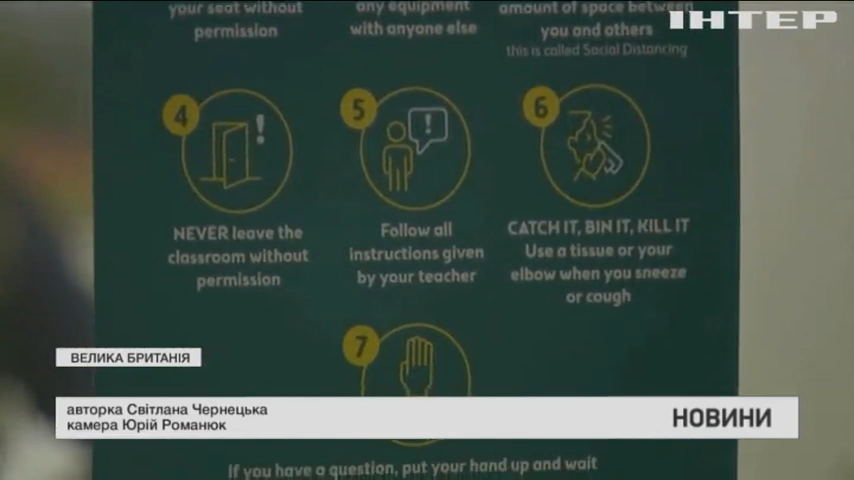 ІНТЕР
your seat without
permission
any equipment
with anyone else
amount of space between
you and others
this is called Social Distancing
4
NEVER leave the
classroom without
permission
5
Follow all
instructions given
by your teacher
6
CATCH IT, BIN IT, KILL IT
Use a tissue or your
elbow when you sneeze
or cough
7
ВЕЛИКА БРИТАНІЯ
авторка Світлана Чернецька
камера Юрій Романюк
НОВИНИ
If you have a question, put your hand up and wait